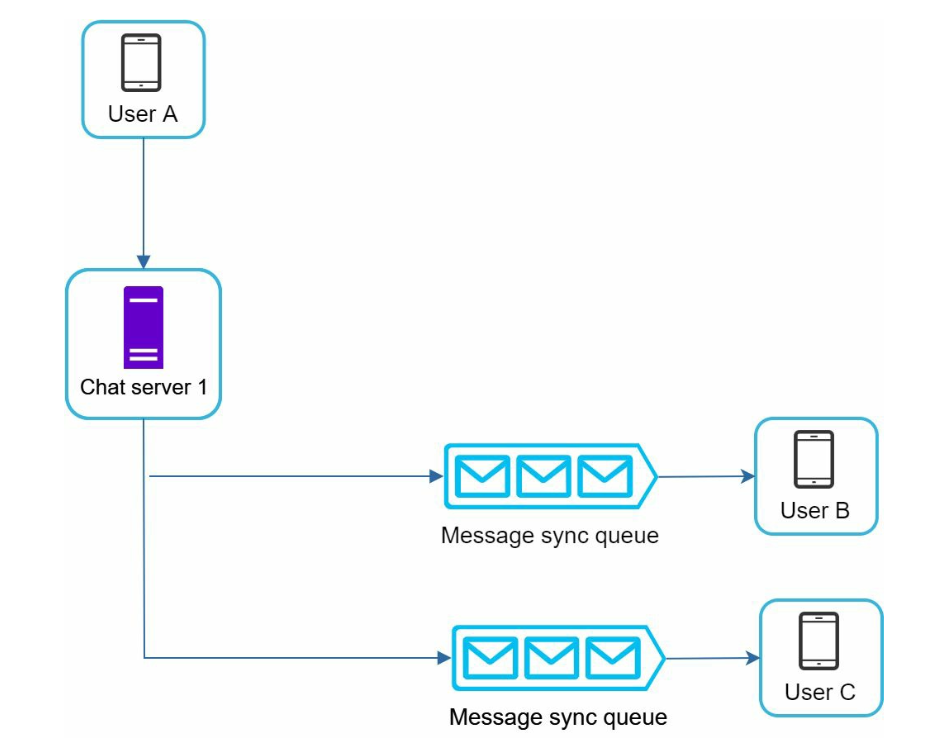 User A
Chat server 1
Message sync queue
User B
Message sync queue
User C